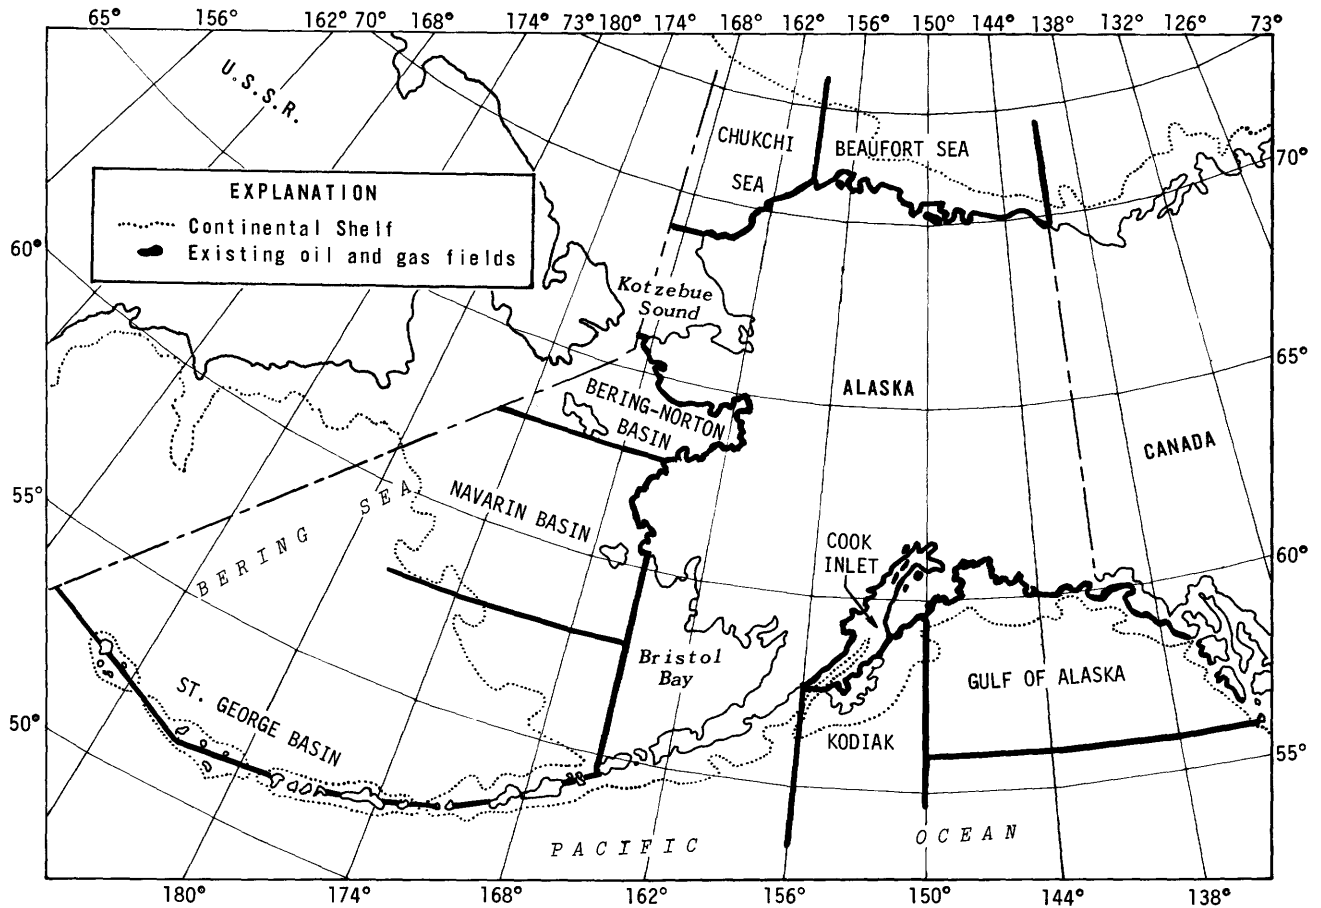 65° 156° 162° 70° 168° 174° 73° 180° 174° 168° 162° 156° 150° 144° 138° 132° 126° 73°
U.S.S.R.
CHUKCHI
SEA
BEAUFORT SEA
70°
EXPLANATION
Continental Shelf
Existing oil and gas fields
60°
Kotzebue
Sound
65°
ALASKA
BERING-NORTON
BASIN
CANADA
55°
NAVARIN BASIN
BERING SEA
COOK
INLET
60°
Bristol
Bay
GULF OF ALASKA
ST. GEORGE BASIN
50°
KODIAK
55°
PACIFIC OCEAN
180° 174° 168° 162° 156° 150° 144° 138°